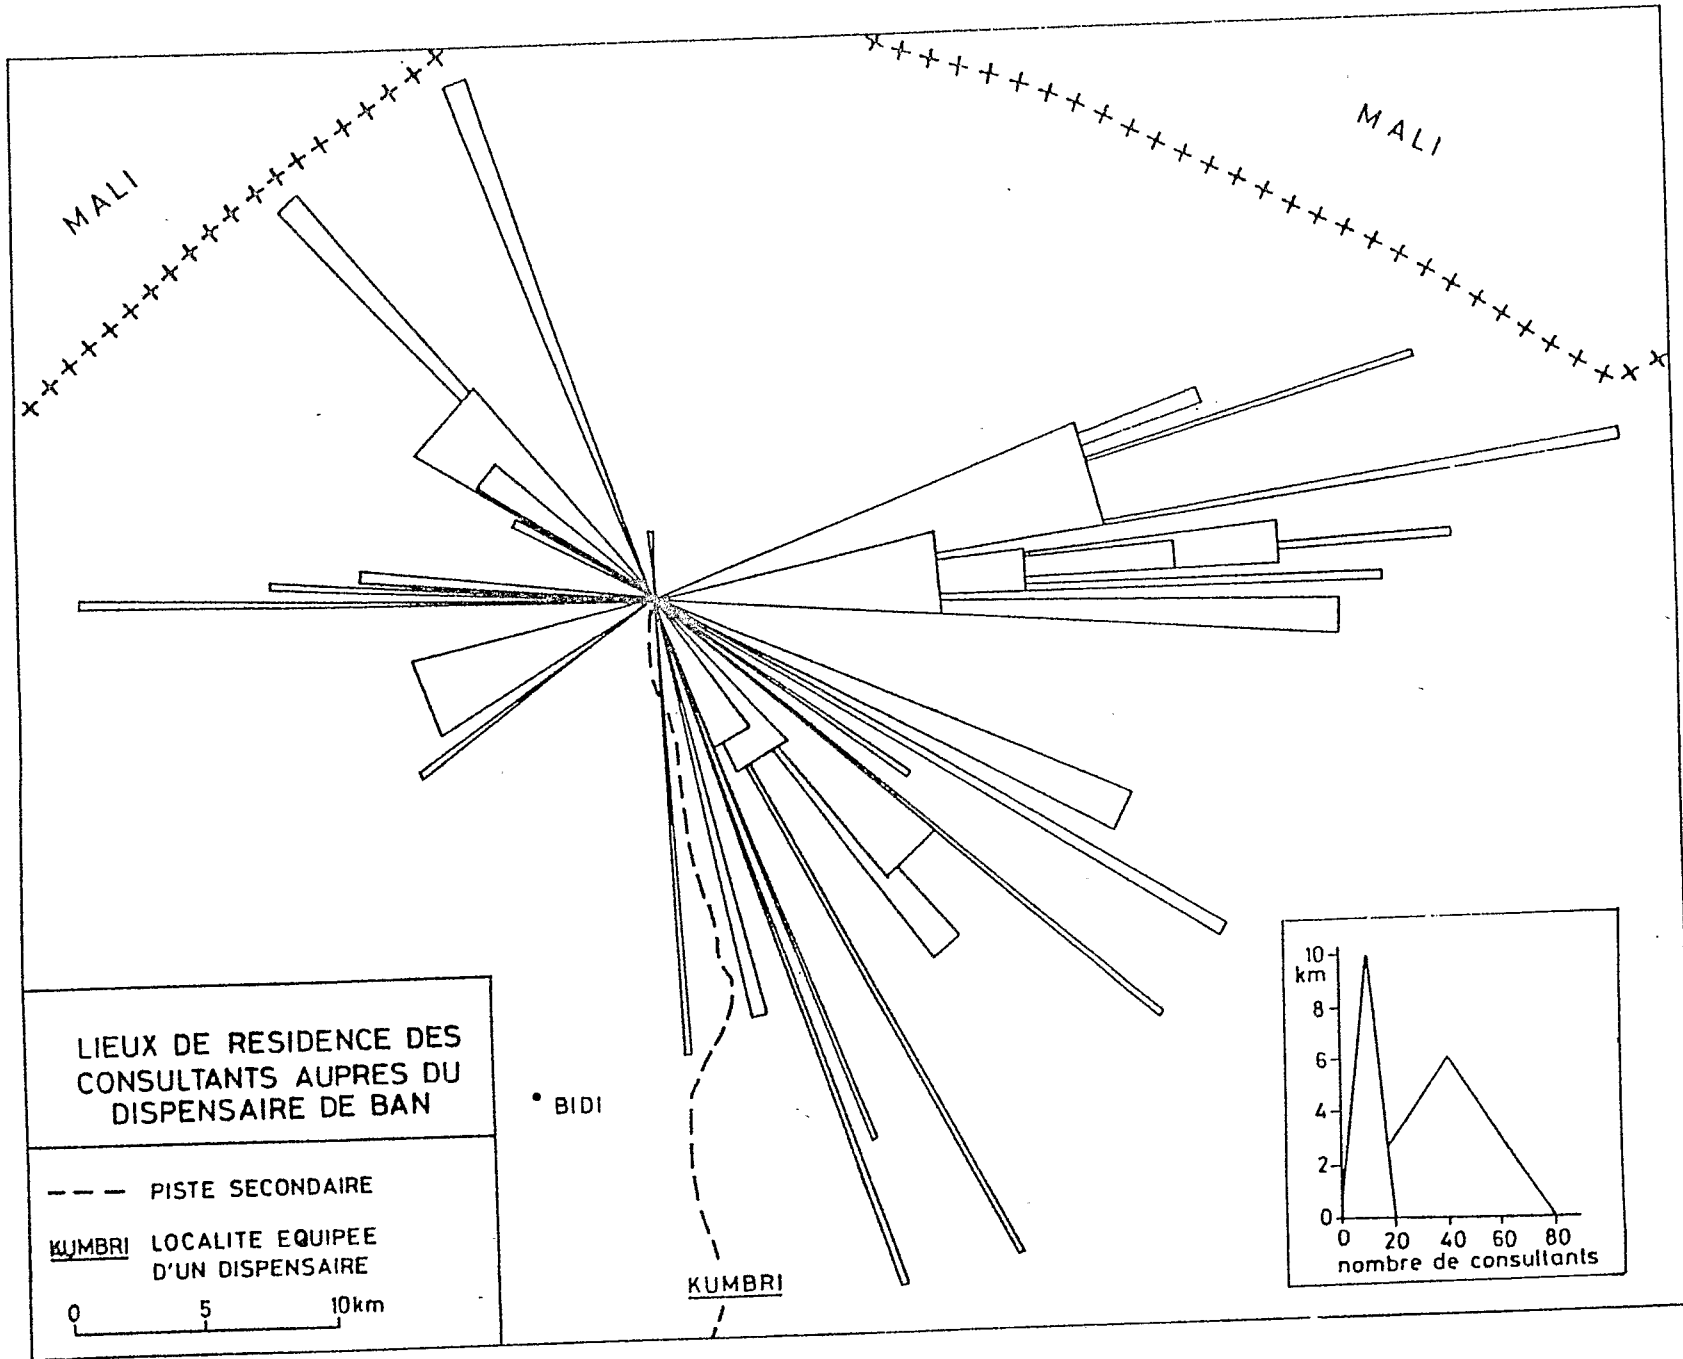 MALI
MALI
LIEUX DE RESIDENCE DES
CONSULTANTS AUPRES DU
DISPENSAIRE DE BAN
PISTE SECONDAIRE
KUMBRI LOCALITE EQUIPEE
D'UN DISPENSAIRE
0 5 10km
BIDI
KUMBRI
10
km
8
6
4
2
0
0 20 40 60 80
nombre de consultants